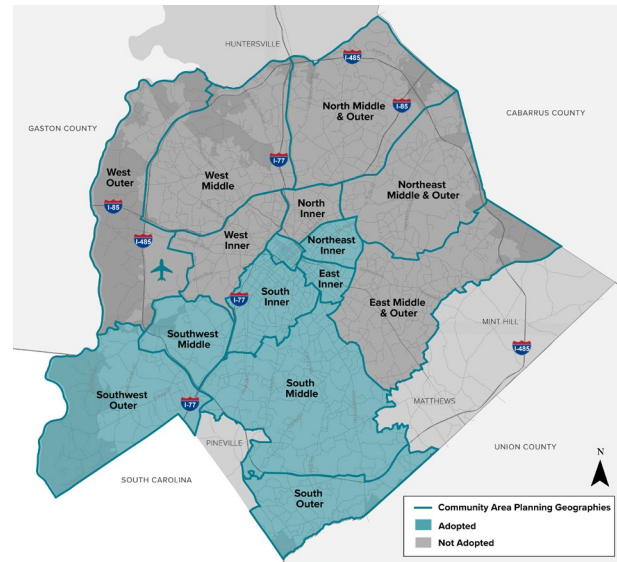 HUNTERSVILLE
I-485
GASTON COUNTY
CABARRUS COUNTY
North Middle
& Outer
I-85
West
Outer
West
Middle
I-77
Northeast
Middle & Outer
I-85
North
Inner
I-485
West
Inner
Northeast
Inner
East
Inner
South
Inner
I-77
East Middle
& Outer
MINT HILL
I-485
Southwest
Middle
South
Middle
Southwest
Outer
I-77
MATTHEWS
PINEVILLE
UNION COUNTY
SOUTH CAROLINA
N
South
Outer
Community Area Planning Geographies
Adopted
Not Adopted